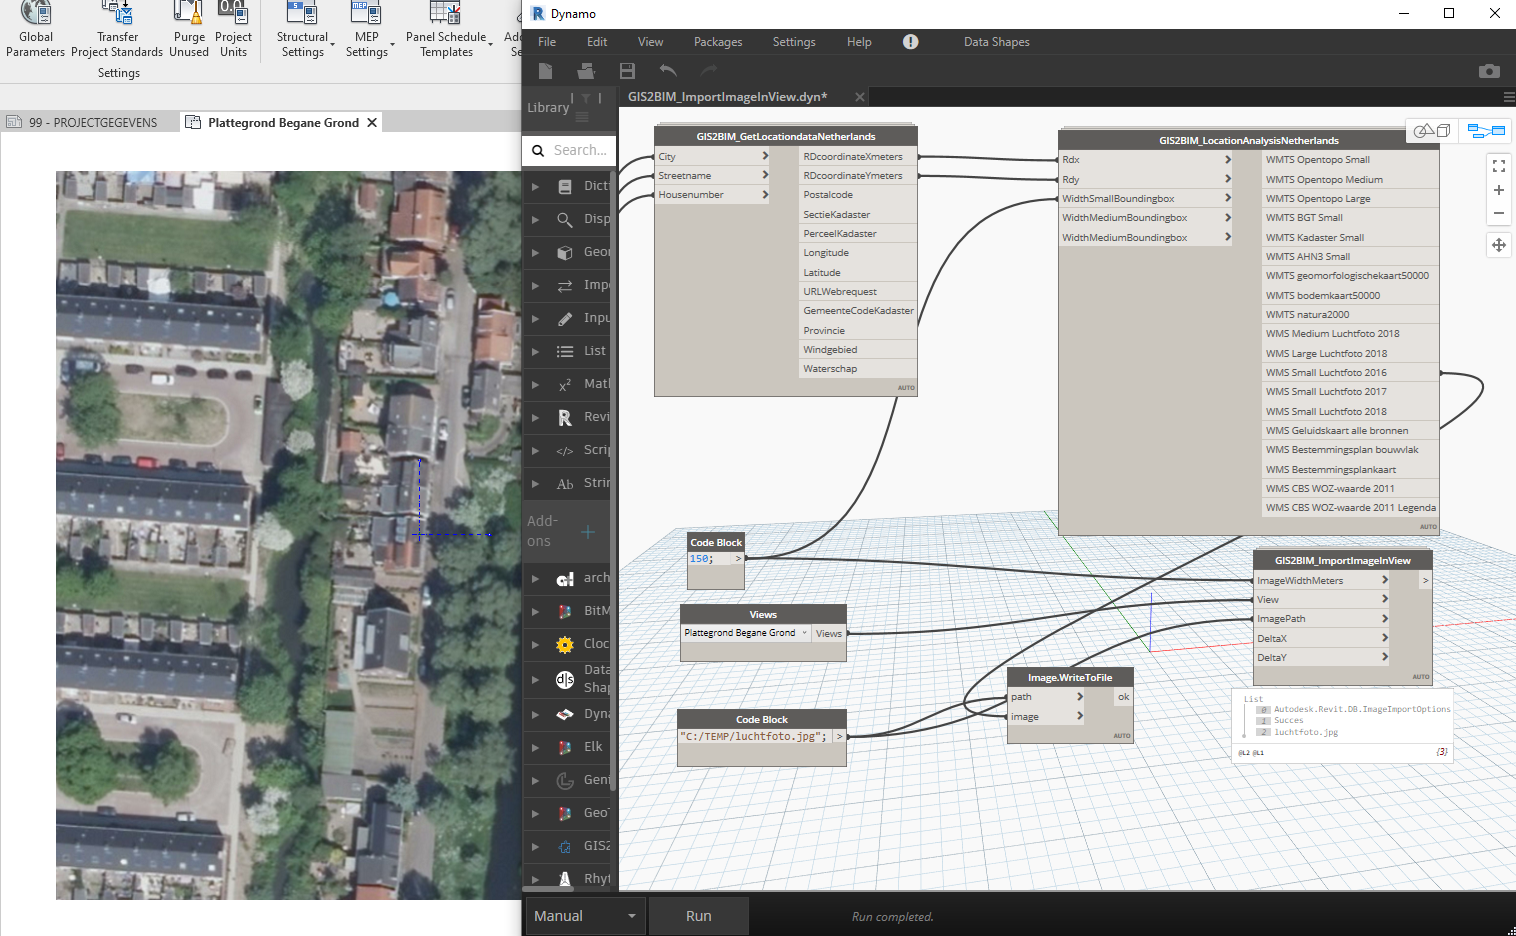 Global
Parameters
Transfer
Project Standards
Purge
Unused
Project
Units
Structural
Settings
MEP
Settings
Panel Schedule
Templates
Settings
99 - PROJECTGEGEVENS
Plattegrond Begane Grond
Dynamo
File Edit View Packages Settings Help Data Shapes
Library
GIS2BIM_ImportImageInView.dyn*
Search...
Dict
Disp
Geo
Imp
Inpu
List
Mat
Revi
Scrip
Strin
Add-
ons
arch
BitM
Cloc
Data
Shap
Dyn
Elk
Geni
GeoT
GIS2
Rhyt
GIS2BIM_GetLocationdataNetherlands
City
Streetname
Housenumber
RDcoordinateXmeters
RDcoordinateYmeters
Postalcode
SectieKadaster
PerceelKadaster
Longitude
Latitude
URLWebrequest
GemeenteCodeKadaster
Provincie
Windgebied
Waterschap
AUTO
GIS2BIM_LocationAnalysisNetherlands
Rdx
Rdy
WidthSmallBoundingbox
WidthMediumBoundingbox
WidthMediumBoundingbox
WMTS Opentopo Small
WMTS Opentopo Medium
WMTS Opentopo Large
WMTS BGT Small
WMTS Kadaster Small
WMTS AHN3 Small
WMTS geomorfologischekaart50000
WMTS bodemkaart50000
WMTS natura2000
WMS Medium Luchtfoto 2018
WMS Large Luchtfoto 2018
WMS Small Luchtfoto 2016
WMS Small Luchtfoto 2017
WMS Small Luchtfoto 2018
WMS Geluidskaart alle bronnen
WMS Bestemmingsplan bouwvlak
WMS Bestemmingsplankaart
WMS CBS WOZ-waarde 2011
WMS CBS WOZ-waarde 2011 Legenda
AUTO
Code Block
150; >
Views
Plattegrond Begane Grond Views
Code Block
"C:/TEMP/luchtfoto.jpg"; >
Image.WriteToFile
path ok
image
AUTO
GIS2BIM_ImportImageInView
ImageWidthMeters >
View
ImagePath
DeltaX
DeltaY
AUTO
List
0 Autodesk.Revit.DB.ImageImportOptions
1 Succes
2 luchtfoto.jpg
@L2 @L1 {3}
Manual Run Run completed.